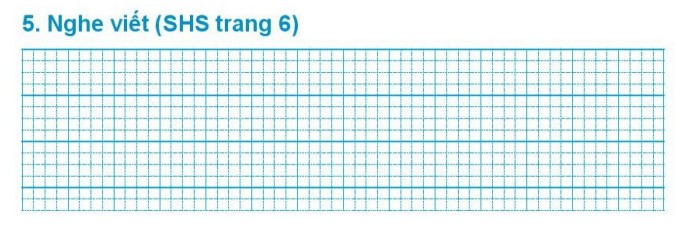 5. Nghe viết (SHS trang 6)